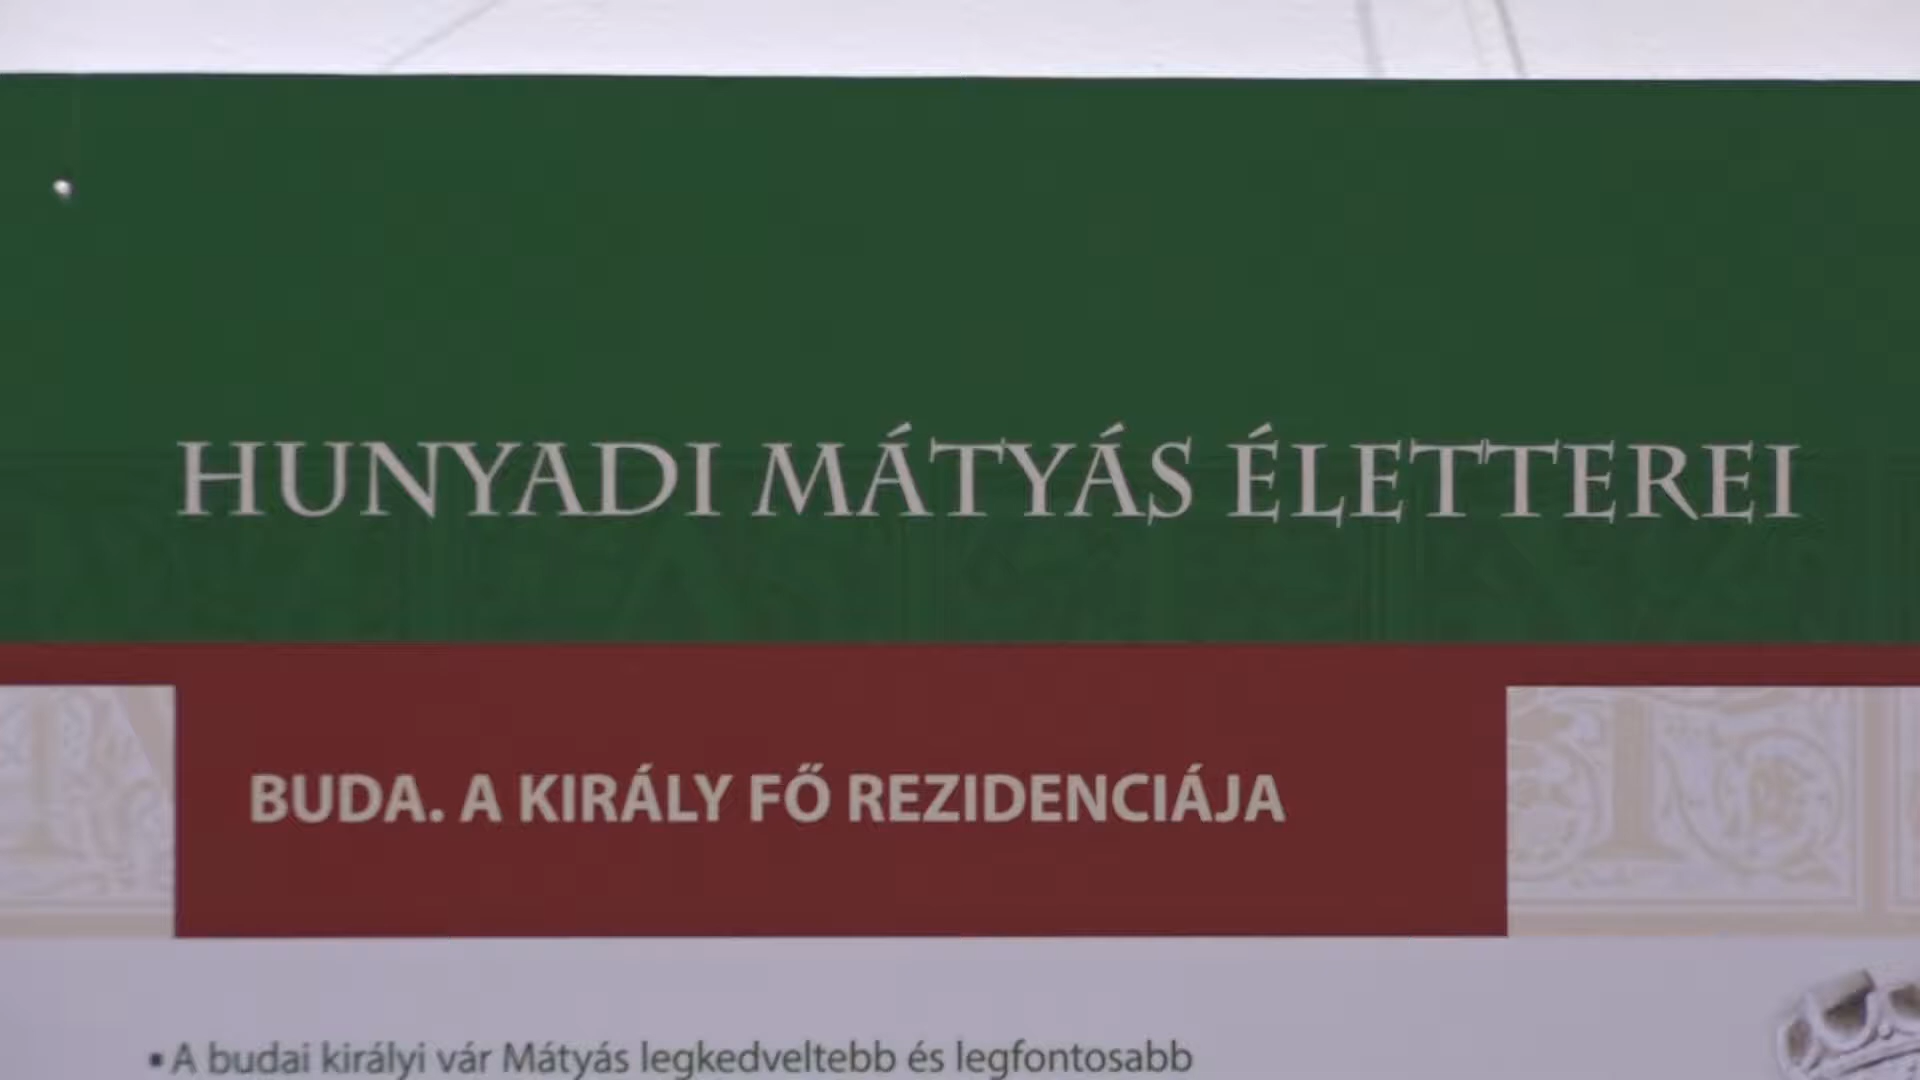 HUNYADI MÁTYÁS ÉLETTEREI
BUDA. A KIRÁLY FŐ REZIDENCIÁJA
▪ A budai királyi vár Mátyás legkedveltebb és legfontosabb